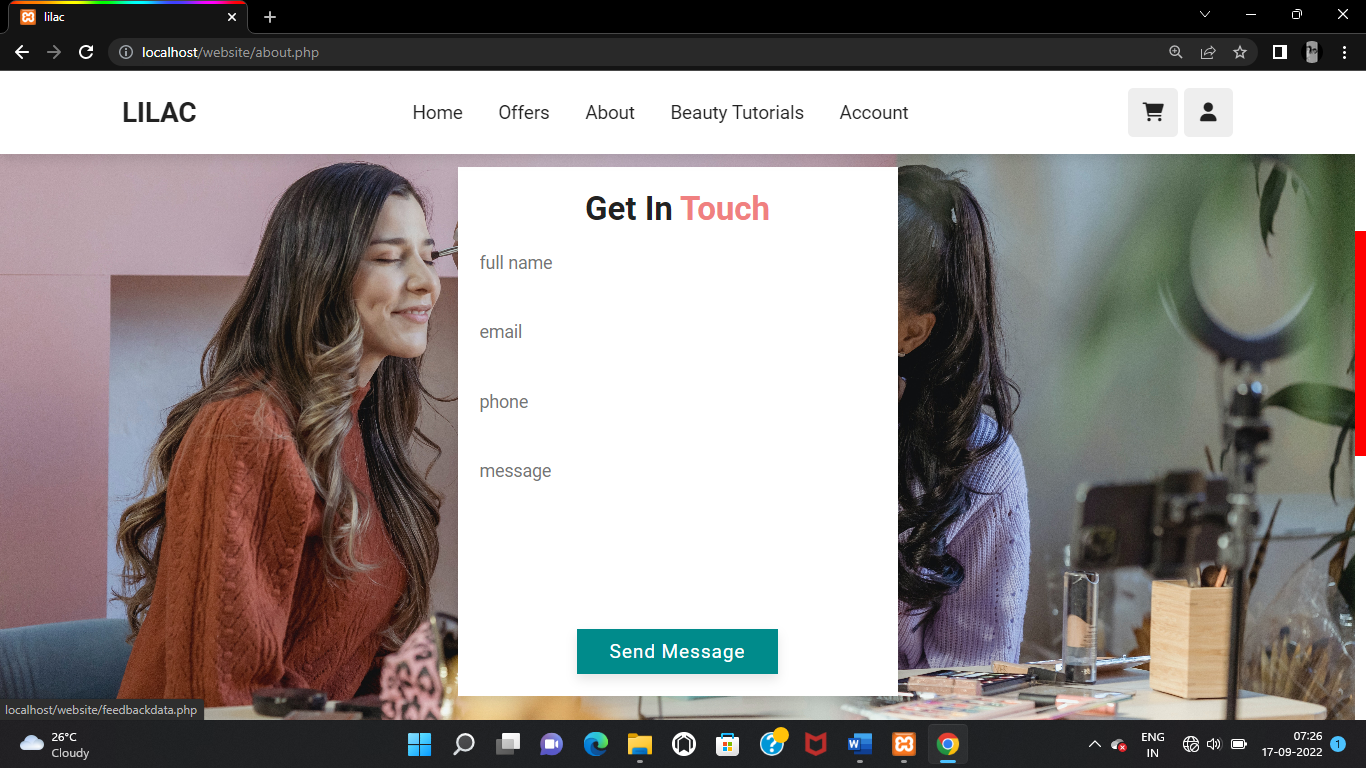 lilac
localhost/website/about.php
LILAC
Home Offers About Beauty Tutorials Account
Get In Touch
full name
email
phone
message
Send Message
localhost/website/feedbackdata.php
26°C
Cloudy
ENG
IN
07:26
17-09-2022
1